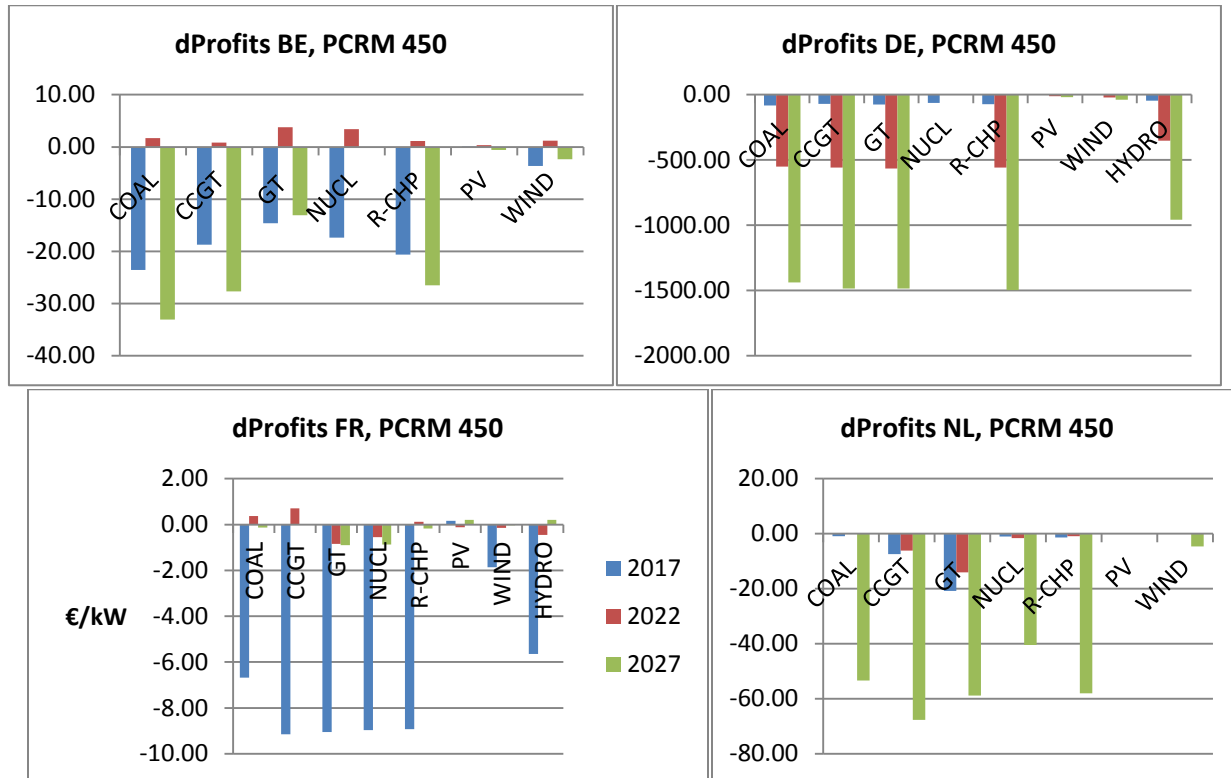 dProfits BE, PCRM 450
10.00
0.00
-10.00
-20.00
-30.00
-40.00
COAL
CCGT
GT
NUCL
R-CHP
PV
WIND
dProfits DE, PCRM 450
0.00
-500.00
-1000.00
-1500.00
-2000.00
COAL
CCGT
GT
NUCL
R-CHP
PV
WIND
HYDRO
dProfits FR, PCRM 450
€/kW
2.00
0.00
-2.00
-4.00
-6.00
-8.00
-10.00
COAL
CCGT
GT
NUCL
R-CHP
PV
WIND
HYDRO
2017
2022
2027
dProfits NL, PCRM 450
20.00
0.00
-20.00
-40.00
-60.00
-80.00
COAL
CCGT
GT
NUCL
R-CHP
PV
WIND